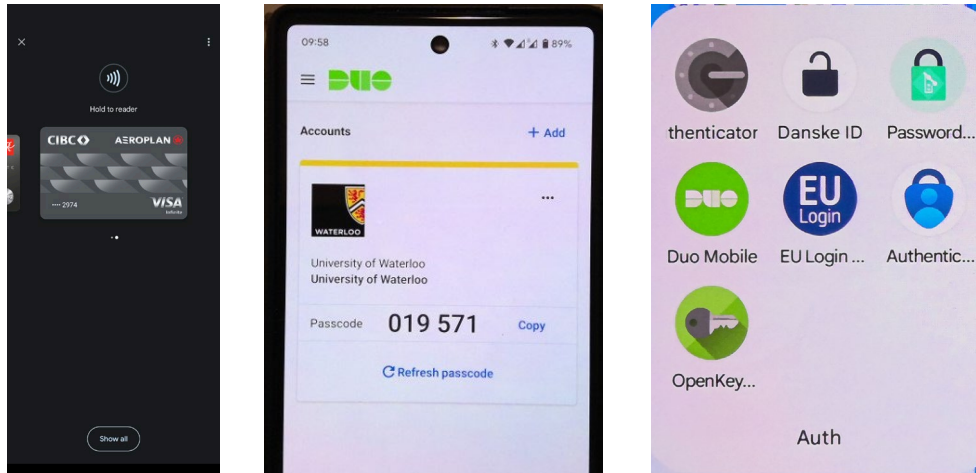 Hold to reader
CIBC AEROPLAN
•••• 2974 VISA
Show all
09:58 89%
DUO
Accounts + Add
WATERLOO
University of Waterloo
University of Waterloo
Passcode 019 571 Copy
Refresh passcode
thenticator Danske ID Password...
DUO EU Login
Duo Mobile EU Login ... Authentic...
OpenKey...
Auth